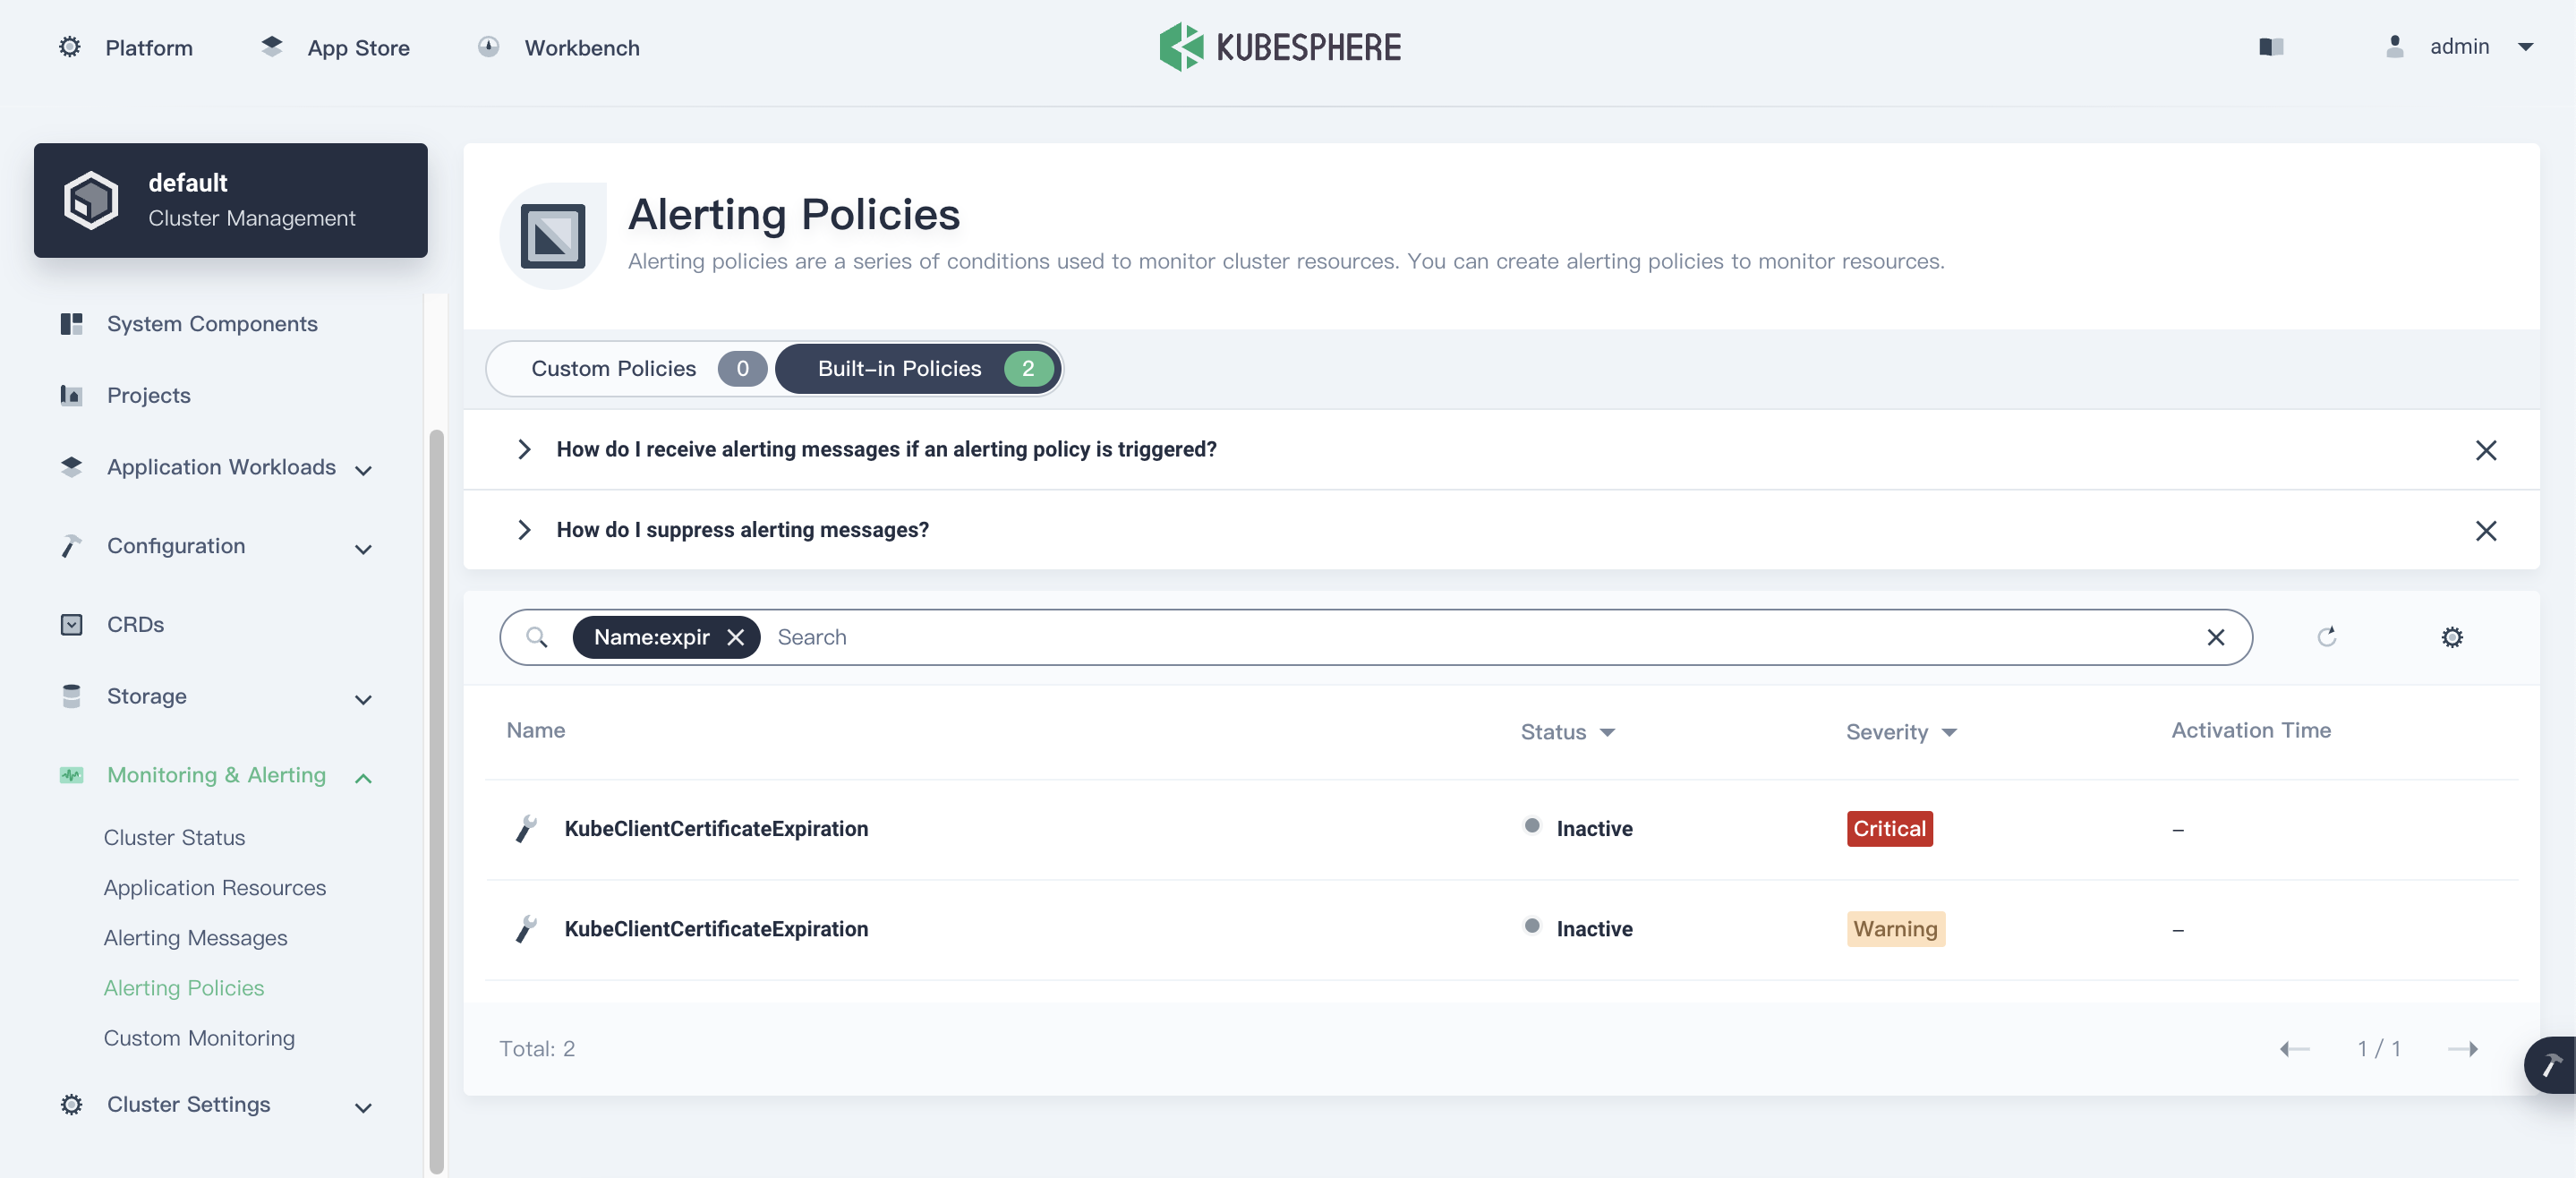 Platform
App Store
Workbench
KUBESPHERE
admin
default
Cluster Management
System Components
Projects
Application Workloads
Configuration
CRDs
Storage
Monitoring & Alerting
Cluster Status
Application Resources
Alerting Messages
Alerting Policies
Custom Monitoring
Cluster Settings
Alerting Policies
Alerting policies are a series of conditions used to monitor cluster resources. You can create alerting policies to monitor resources.
Custom Policies 0 Built-in Policies 2
How do I receive alerting messages if an alerting policy is triggered?
How do I suppress alerting messages?
Name:expir Search
Name Status Severity Activation Time
KubeClientCertificateExpiration Inactive Critical –
KubeClientCertificateExpiration Inactive Warning –
Total: 2 1 / 1